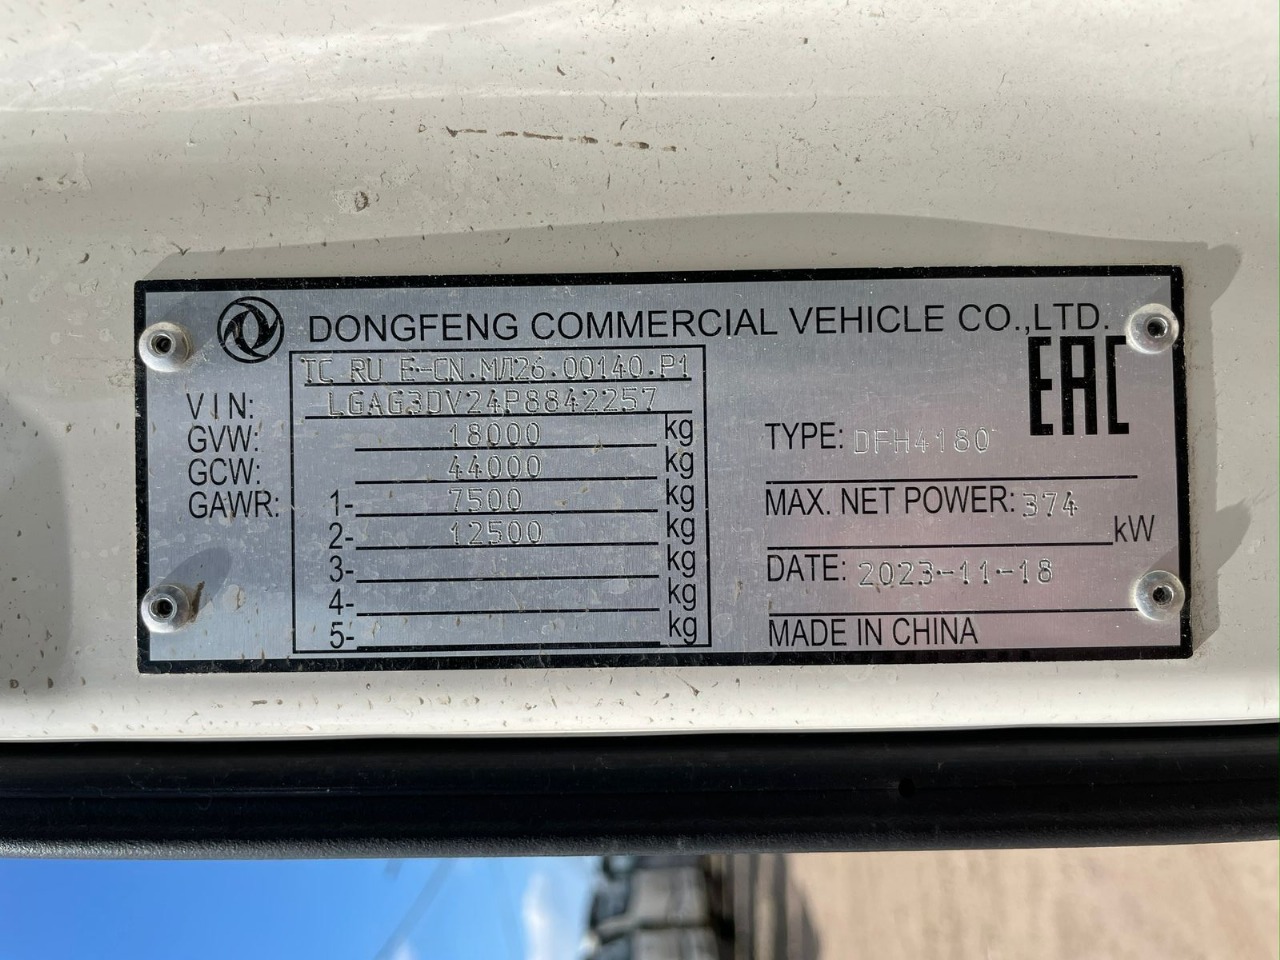 DONGFENG COMMERCIAL VEHICLE CO.,LTD.
TC RU E-CN.МЛ26.00140.P1
VIN: LGAG3DV24P8842257
GVW: 18000 kg
GCW: 44000 kg
GAWR: 1- 7500 kg
2- 12500 kg
3- kg
4- kg
5- kg
EAC
TYPE: DFH4180
MAX. NET POWER: 374 kW
DATE: 2023-11-18
MADE IN CHINA